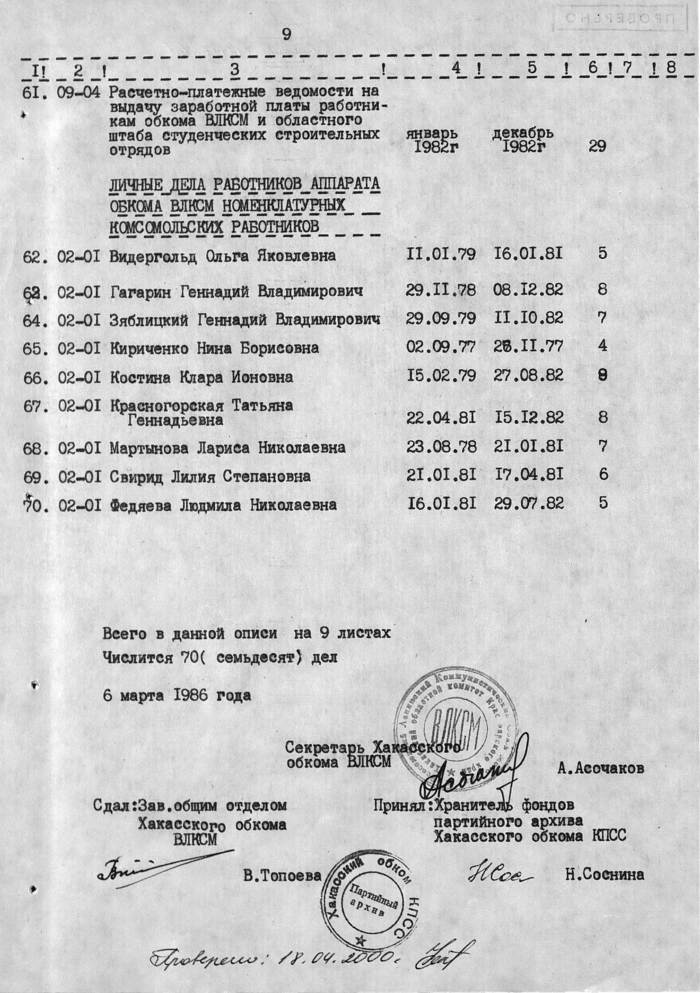 ПРОВЕРЕНО
9
I! 2 ! 3 ! 4 ! 5 ! 6 ! 7 ! 8
6I. 09-04 Расчетно-платежные ведомости на
выдачу заработной платы работни-
кам обкома ВЛКСМ и областного
штаба студенческих строительных
отрядов январь I982г декабрь I982г 29
ЛИЧНЫЕ ДЕЛА РАБОТНИКОВ АППАРАТА
ОБКОМА ВЛКСМ НОМЕНКЛАТУРНЫХ
КОМСОМОЛЬСКИХ РАБОТНИКОВ
62. 02-0I Видергольд Ольга Яковлевна II.0I.79 I6.0I.8I 5
63. 02-0I Гагарин Геннадий Владимирович 29.II.78 08.I2.82 8
64. 02-0I Зяблицкий Геннадий Владимирович 29.09.79 II.I0.82 7
65. 02-0I Кириченко Нина Борисовна 02.09.77 .II.77 4
66. 02-0I Костина Клара Ионовна I5.02.79 27.08.82
67. 02-0I Красногорская Татьяна
Геннадьевна 22.04.8I I5.I2.82 8
68. 02-0I Мартынова Лариса Николаевна 23.08.78 2I.0I.8I 7
69. 02-0I Свирид Лилия Степановна 2I.0I.8I I7.04.8I 6
70. 02-0I Федяева Людмила Николаевна I6.0I.8I 29.07.82 5
Всего в данной описи на 9 листах
Числится 70( семьдесят) дел
6 марта I986 года
ВЛКСМ
Секретарь Хакасского
обкома ВЛКСМ А.Асочаков
Сдал:Зав.общим отделом
Хакасского обкома
ВЛКСМ
Принял:Хранитель фондов
партийного архива
Хакасского обкома КПСС
В.Топоева Н.Соснина
Хакасский обком КПСС
Партийный
архив
Проверено: 18.04.2000г.